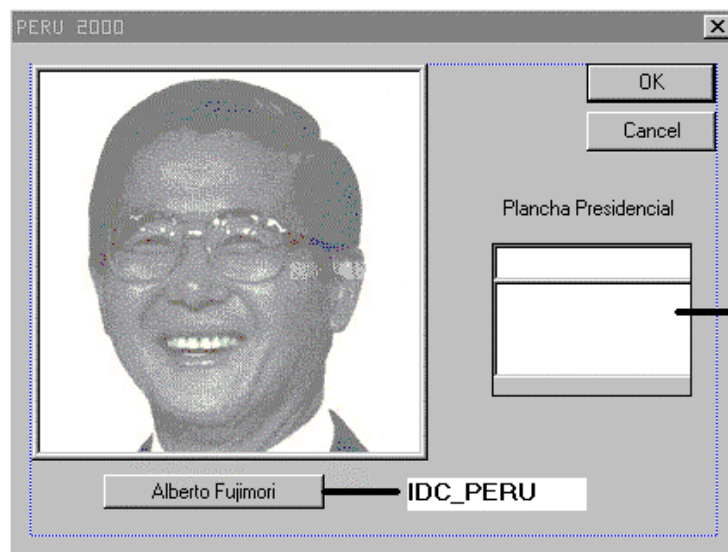 PERU 2000
OK
Cancel
Plancha Presidencial
Alberto Fujimori
IDC_PERU